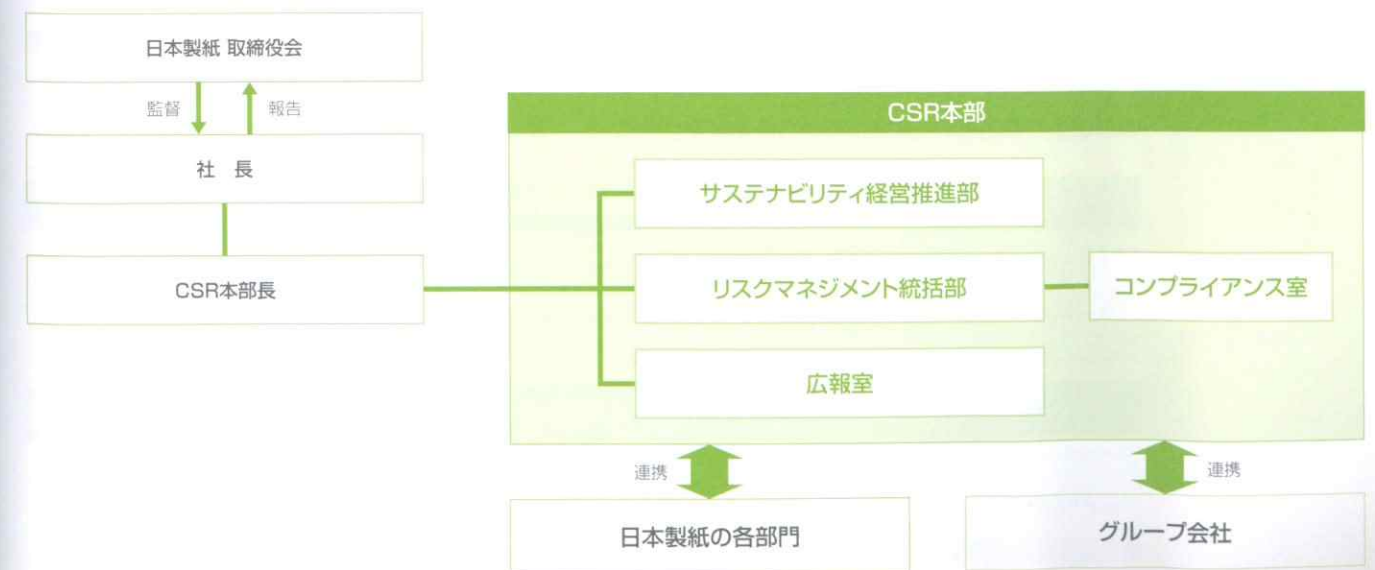 日本製紙 取締役会
監督
報告
社 長
CSR本部長
CSR本部
サステナビリティ経営推進部
リスクマネジメント統括部
コンプライアンス室
広報室
連携
連携
日本製紙の各部門
グループ会社